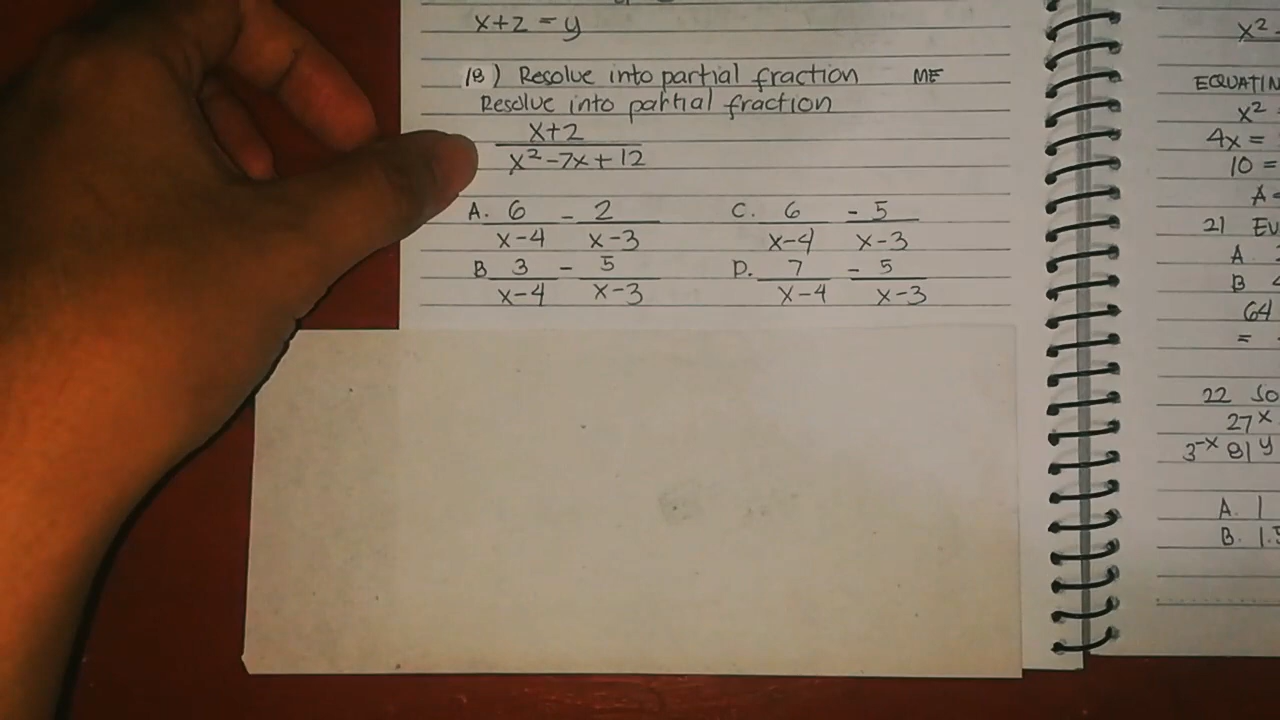 x+2 = y
18) Resolve into partial fraction ME
Resolve into partial fraction
x+2
x²-7x+12
A. 6 - 2 C. 6 - 5
x-4 x-3 x-4 x-3
B 3 - 5 D. 7 - 5
x-4 x-3 x-4 x-3
x²
EQUATIN
x²
4x =
10 =
A
21 EV
A
B
64
=
22 SO
27ˣ
3⁻ˣ 81ʸ
A. 1
B. 1.5